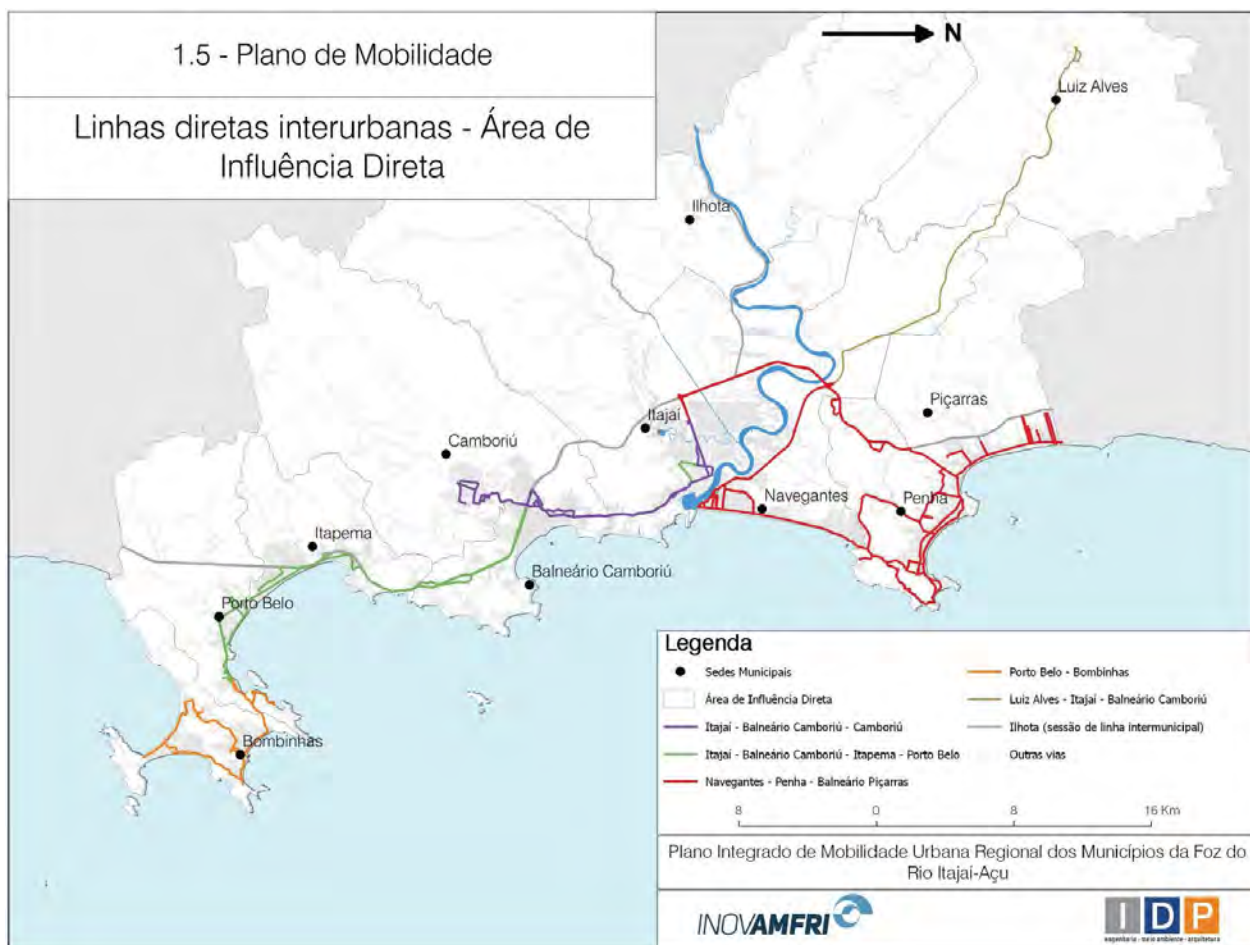 1.5 - Plano de Mobilidade
Linhas diretas interurbanas - Área de
Influência Direta
N
Luiz Alves
Ilhota
Piçarras
Itajaí
Camboriú
Navegantes
Penha
Itapema
Balneário Camboriú
Porto Belo
Bombinhas
Legenda
Sedes Municipais
Área de Influência Direta
Itajaí - Balneário Camboriú - Camboriú
Itajaí - Balneário Camboriú - Itapema - Porto Belo
Navegantes - Penha - Balneário Piçarras
Porto Belo - Bombinhas
Luiz Alves - Itajaí - Balneário Camboriú
Ilhota (sessão de linha intermunicipal)
Outras vias
8 0 8 16 Km
Plano Integrado de Mobilidade Urbana Regional dos Municípios da Foz do
Rio Itajaí-Açu
INOVAMFRI
IDP
engenharia - meio ambiente - arquitetura